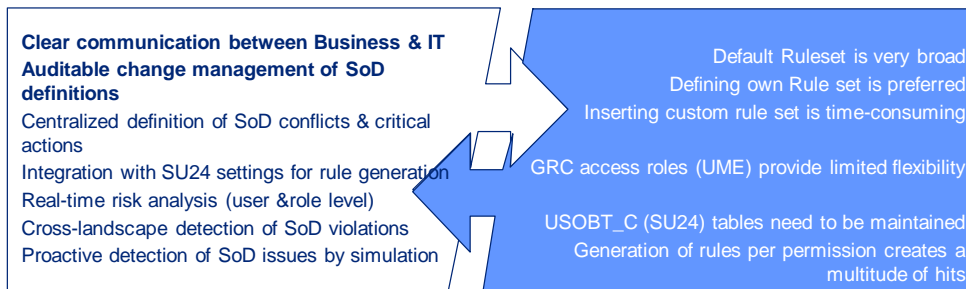 Clear communication between Business & IT
Auditable change management of SoD
definitions
Centralized definition of SoD conflicts & critical
actions
Integration with SU24 settings for rule generation
Real-time risk analysis (user &role level)
Cross-landscape detection of SoD violations
Proactive detection of SoD issues by simulation
Default Ruleset is very broad
Defining own Rule set is preferred
Inserting custom rule set is time-consuming
GRC access roles (UME) provide limited flexibility
USOBT_C (SU24) tables need to be maintained
Generation of rules per permission creates a
multitude of hits